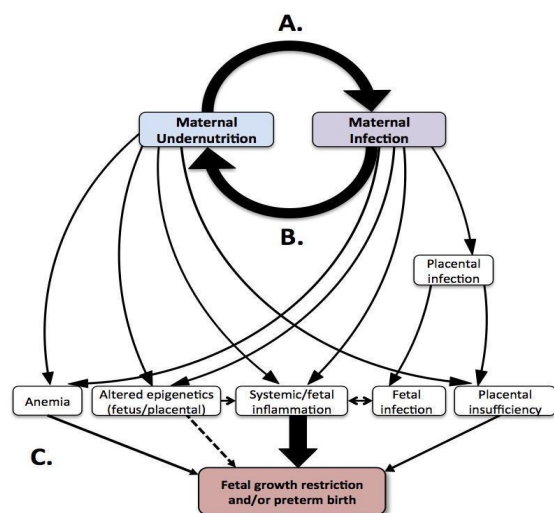 A.
Maternal
Undernutrition
Maternal
Infection
B.
Placental
infection
Anemia
Altered epigenetics
(fetus/placental)
Systemic/fetal
inflammation
Fetal
infection
Placental
insufficiency
C.
Fetal growth restriction
and/or preterm birth